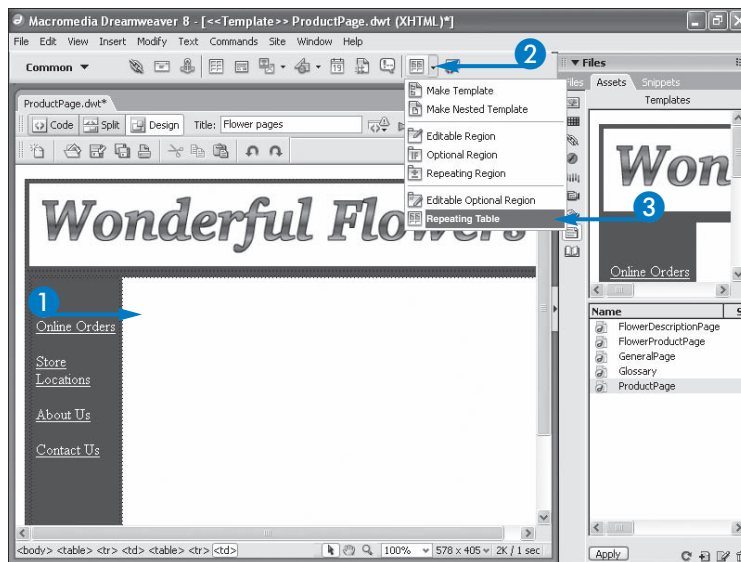 Macromedia Dreamweaver 8 - [<<Template>> ProductPage.dwt (XHTML)*]
File Edit View Insert Modify Text Commands Site Window Help
Common
2
Files
Make Template
Make Nested Template
Editable Region
Optional Region
Repeating Region
Editable Optional Region
Repeating Table
3
Files Assets Snippets
Templates
ProductPage.dwt*
Code Split Design Title: Flower pages
Wonderful Flowers
1
Online Orders
Store
Locations
About Us
Contact Us
Won
Online Orders
Name
FlowerDescriptionPage
FlowerProductPage
GeneralPage
Glossary
ProductPage
<body> <table> <tr> <td> <table> <tr> <td> 100% 578 x 405 2K / 1 sec
Apply